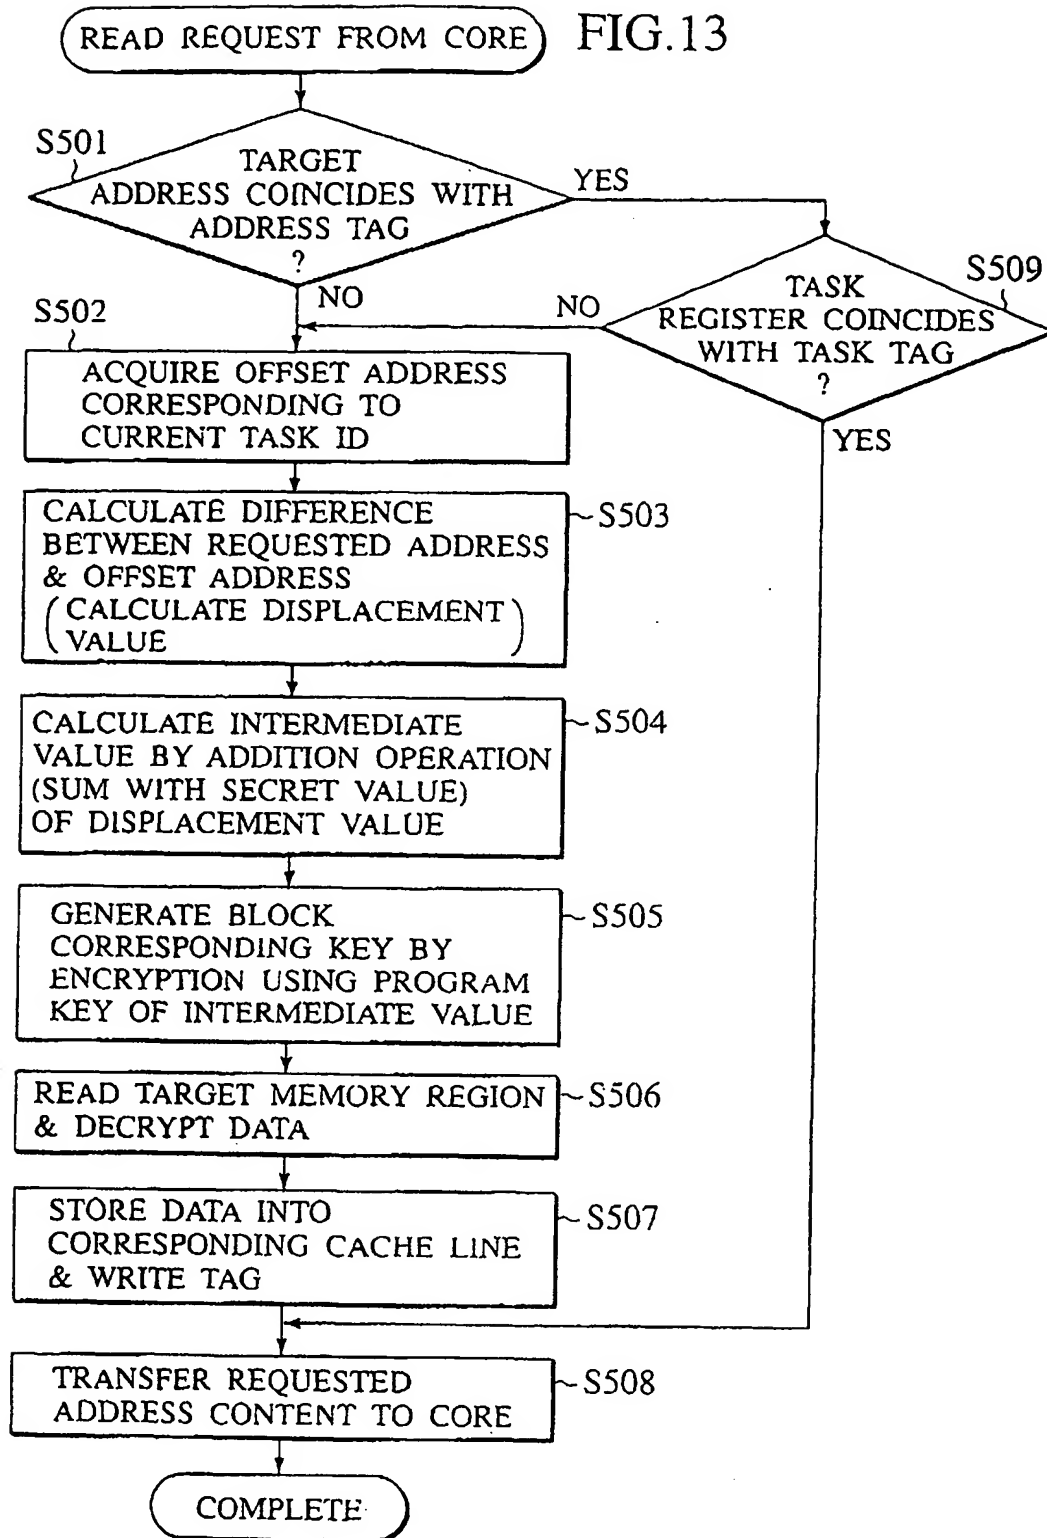 READ REQUEST FROM CORE
FIG.13
S501
TARGET
ADDRESS COINCIDES WITH
ADDRESS TAG
?
YES
NO
S509
TASK
REGISTER COINCIDES
WITH TASK TAG
?
NO
YES
S502
ACQUIRE OFFSET ADDRESS
CORRESPONDING TO
CURRENT TASK ID
CALCULATE DIFFERENCE
BETWEEN REQUESTED ADDRESS
& OFFSET ADDRESS
(CALCULATE DISPLACEMENT
VALUE)
S503
CALCULATE INTERMEDIATE
VALUE BY ADDITION OPERATION
(SUM WITH SECRET VALUE)
OF DISPLACEMENT VALUE
S504
GENERATE BLOCK
CORRESPONDING KEY BY
ENCRYPTION USING PROGRAM
KEY OF INTERMEDIATE VALUE
S505
READ TARGET MEMORY REGION
& DECRYPT DATA
S506
STORE DATA INTO
CORRESPONDING CACHE LINE
& WRITE TAG
S507
TRANSFER REQUESTED
ADDRESS CONTENT TO CORE
S508
COMPLETE